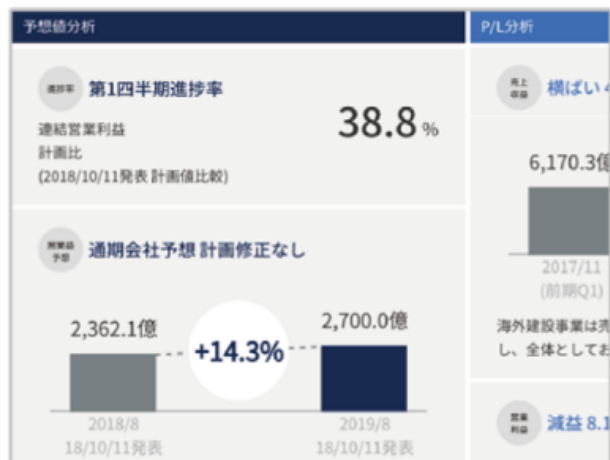 予想値分析
進捗率
第1四半期進捗率
連結営業利益
計画比
(2018/10/11発表 計画値比較)
38.8%
営業益
予想
通期会社予想 計画修正なし
2,362.1億
+14.3%
2,700.0億
2018/8
18/10/11発表
2019/8
18/10/11発表
P/L分析
売上
収益
横ばい
6,170.3億
2017/11
(前期Q1)
海外建設事業は売
し、全体としてお
営業
利益
減益 8.1